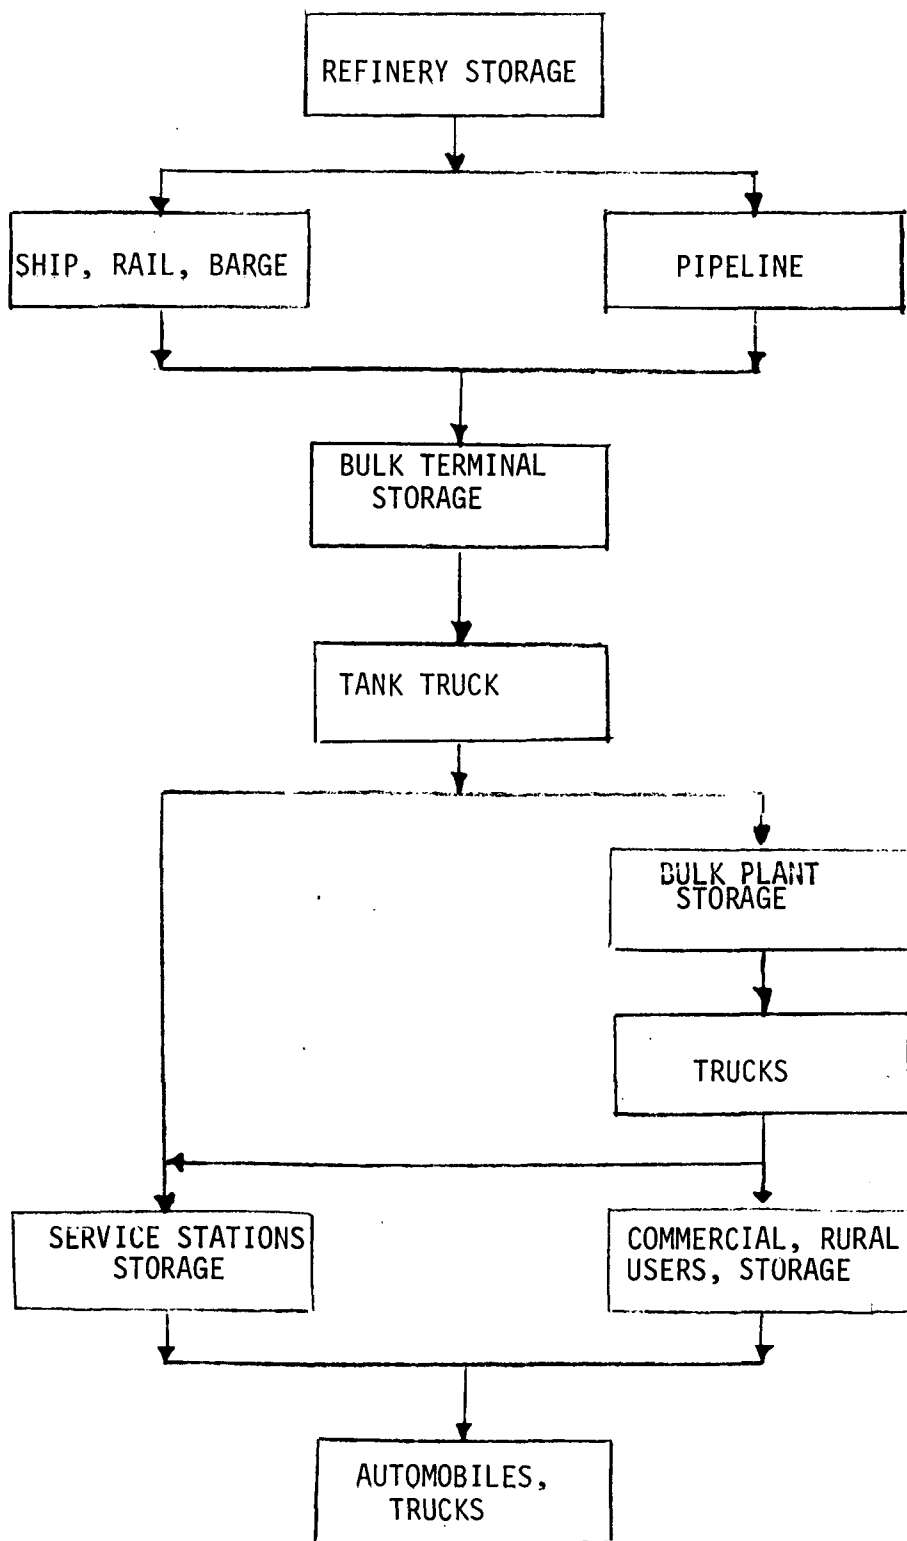 REFINERY STORAGE
SHIP, RAIL, BARGE
PIPELINE
BULK TERMINAL
STORAGE
TANK TRUCK
BULK PLANT
STORAGE
TRUCKS
SERVICE STATIONS
STORAGE
COMMERCIAL, RURAL
USERS, STORAGE
AUTOMOBILES,
TRUCKS